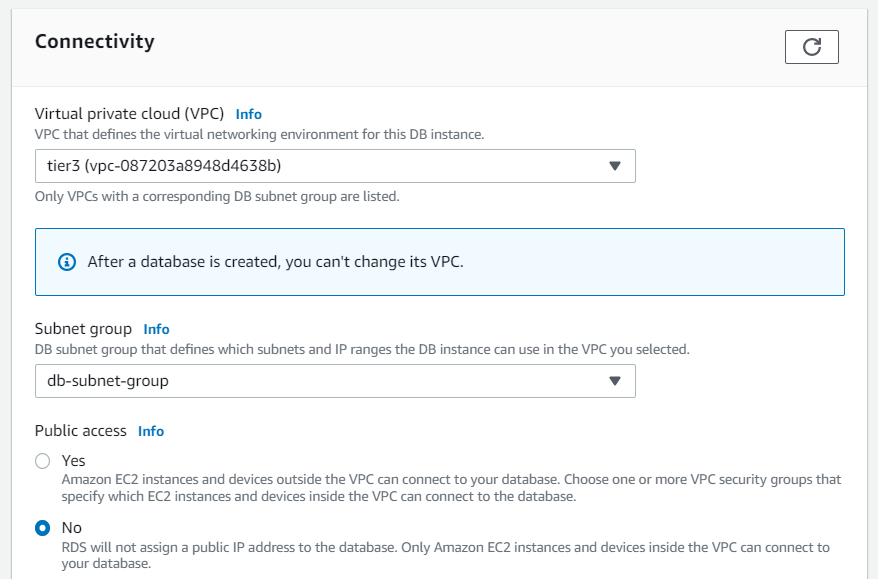 Connectivity
Virtual private cloud (VPC) Info
VPC that defines the virtual networking environment for this DB instance.
tier3 (vpc-087203a8948d4638b)
Only VPCs with a corresponding DB subnet group are listed.
After a database is created, you can't change its VPC.
Subnet group Info
DB subnet group that defines which subnets and IP ranges the DB instance can use in the VPC you selected.
db-subnet-group
Public access Info
Yes
Amazon EC2 instances and devices outside the VPC can connect to your database. Choose one or more VPC security groups that
specify which EC2 instances and devices inside the VPC can connect to the database.
No
RDS will not assign a public IP address to the database. Only Amazon EC2 instances and devices inside the VPC can connect to
your database.